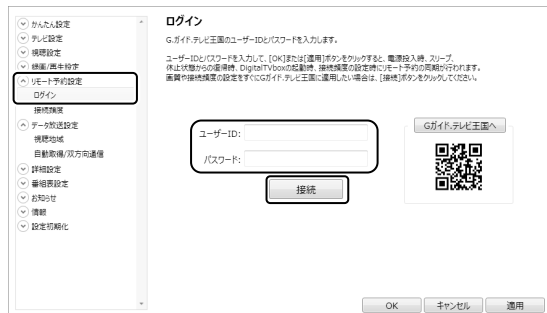 かんたん設定
テレビ設定
視聴設定
録画/再生設定
リモート予約設定
ログイン
接続頻度
データ放送設定
視聴地域
自動取得/双方向通信
詳細設定
番組表設定
お知らせ
情報
設定初期化
ログイン
G.ガイド.テレビ王国のユーザーIDとパスワードを入力します。
ユーザーIDとパスワードを入力して、[OK]または[適用]ボタンをクリックすると、電源投入時、スリープ、
休止状態からの復帰時、DigitalTVboxの起動時、接続頻度の設定時にリモート予約の同期が行われます。
画質や接続頻度の設定をすぐにGガイド.テレビ王国に適用したい場合は、[接続]ボタンをクリックしてください。
ユーザーID:
パスワード:
接続
Gガイド.テレビ王国へ
OK
キャンセル
適用